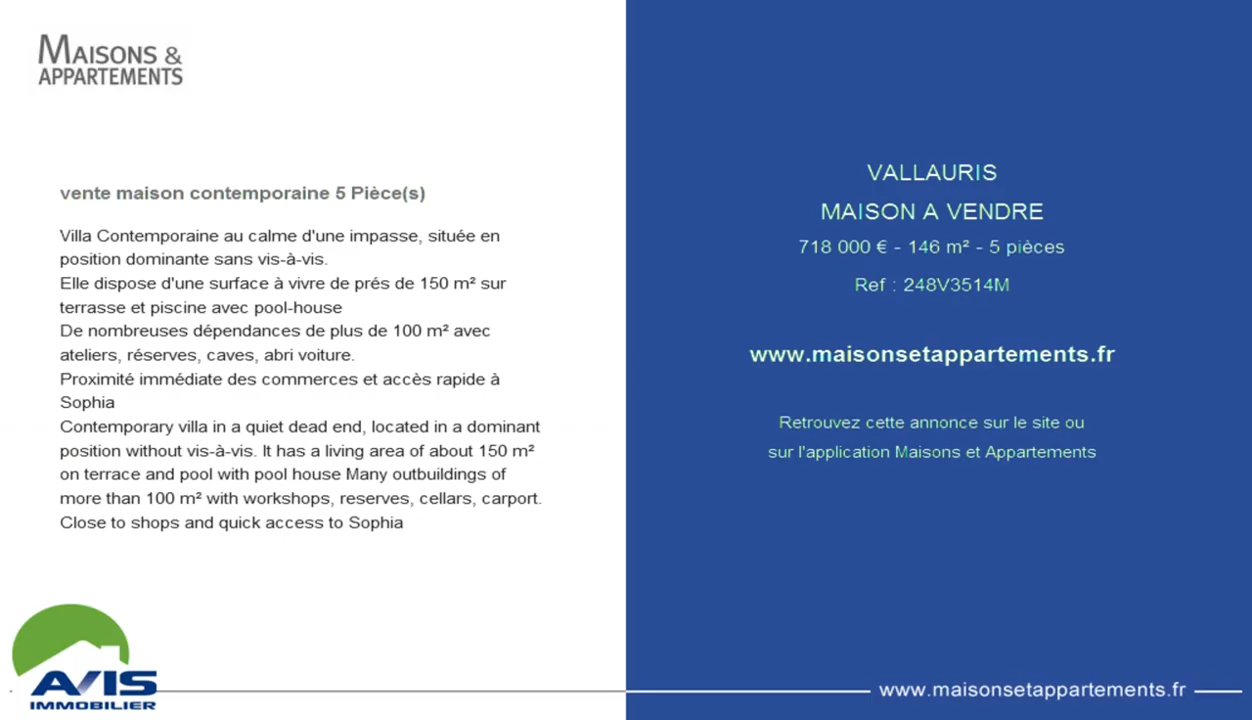 MAISONS &
APPARTEMENTS
vente maison contemporaine 5 Pièce(s)
Villa Contemporaine au calme d'une impasse, située en
position dominante sans vis-à-vis.
Elle dispose d'une surface à vivre de prés de 150 m² sur
terrasse et piscine avec pool-house
De nombreuses dépendances de plus de 100 m² avec
ateliers, réserves, caves, abri voiture.
Proximité immédiate des commerces et accès rapide à
Sophia
Contemporary villa in a quiet dead end, located in a dominant
position without vis-à-vis. It has a living area of about 150 m²
on terrace and pool with pool house Many outbuildings of
more than 100 m² with workshops, reserves, cellars, carport.
Close to shops and quick access to Sophia
AVIS
IMMOBILIER
VALLAURIS
MAISON A VENDRE
718 000 € - 146 m² - 5 pièces
Ref : 248V3514M
www.maisonsetappartements.fr
Retrouvez cette annonce sur le site ou
sur l'application Maisons et Appartements
www.maisonsetappartements.fr